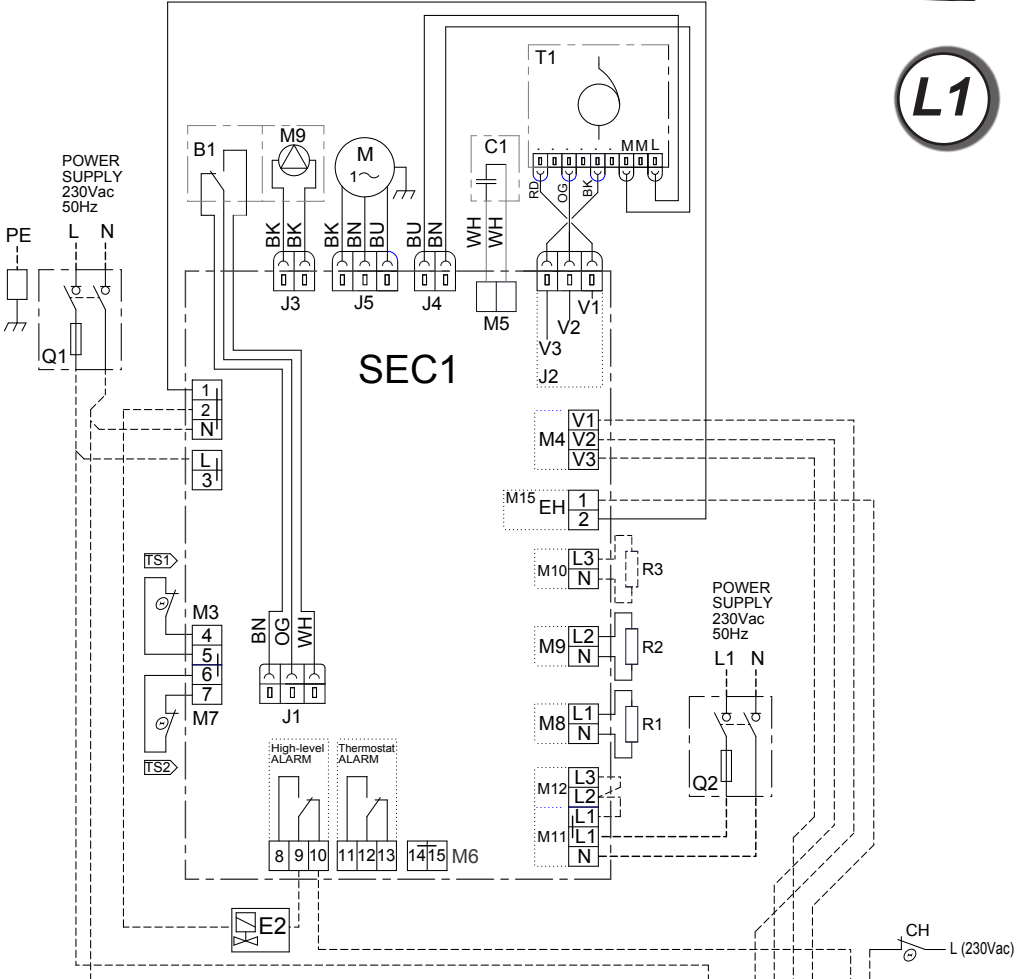 L1
T1
M M L
RD
OG
BK
B1
M9
M
1~
C1
POWER
SUPPLY
230Vac
50Hz
L N
PE
Q1
BK
BK
BK
BN
BU
BU
BN
WH
WH
J3
J5
J4
M5
V1
V2
V3
J2
SEC1
1
2
N
L
3
M4
V1
V2
V3
M15
EH
1
2
M10
L3
N
R3
TS1
M3
4
5
6
7
M7
TS2
BN
OG
WH
J1
M9
L2
N
R2
M8
L1
N
R1
POWER
SUPPLY
230Vac
50Hz
L1 N
Q2
M12
L3
L2
M11
L1
L1
N
High-level
ALARM
Thermostat
ALARM
8 9 10
11 12 13
14 15
M6
E2
CH
L (230Vac)